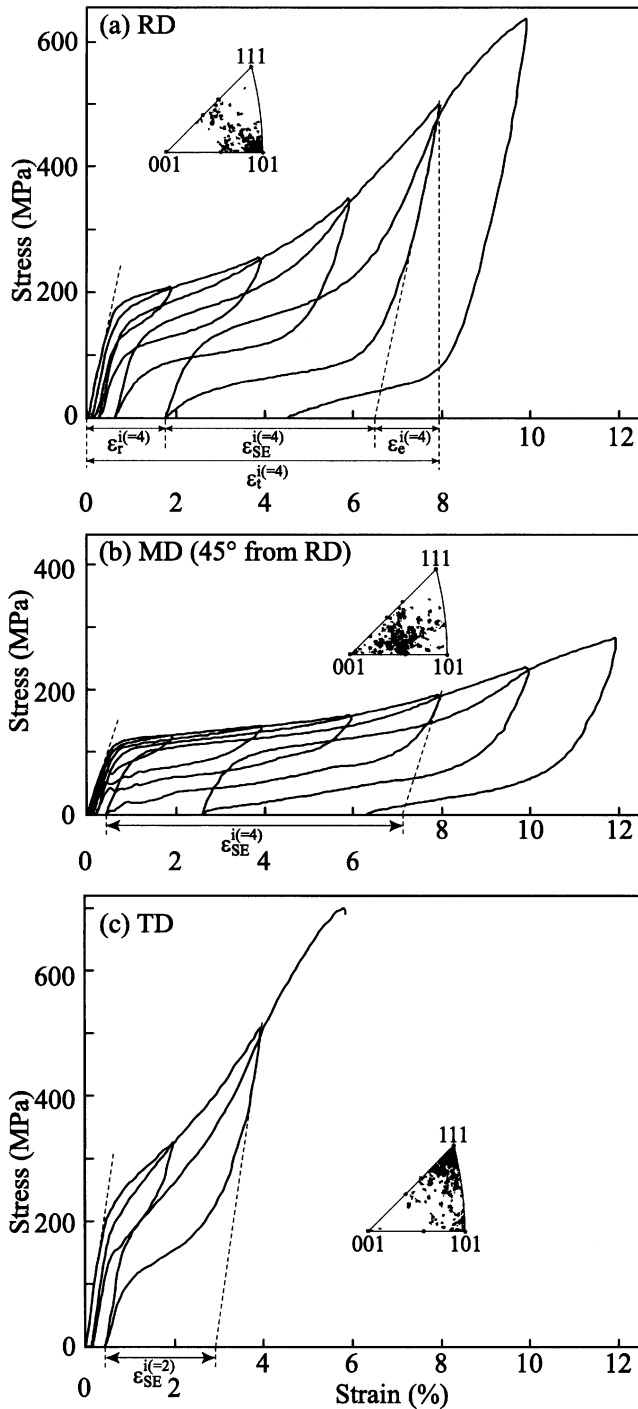 (a) RD
600
400
200
0
Stress (MPa)
111
001 101
ε_r^{i(=4)} ε_SE^{i(=4)} ε_e^{i(=4)} 10 12
ε_t^{i(=4)}
0 2 4 6 8
(b) MD (45° from RD)
400
200
0
Stress (MPa)
111
001 101
0 2 4 6 8 10 12
ε_SE^{i(=4)}
(c) TD
600
400
200
0
Stress (MPa)
111
001 101
0 2 4 6 8 10 12
ε_SE^{i(=2)}
Strain (%)